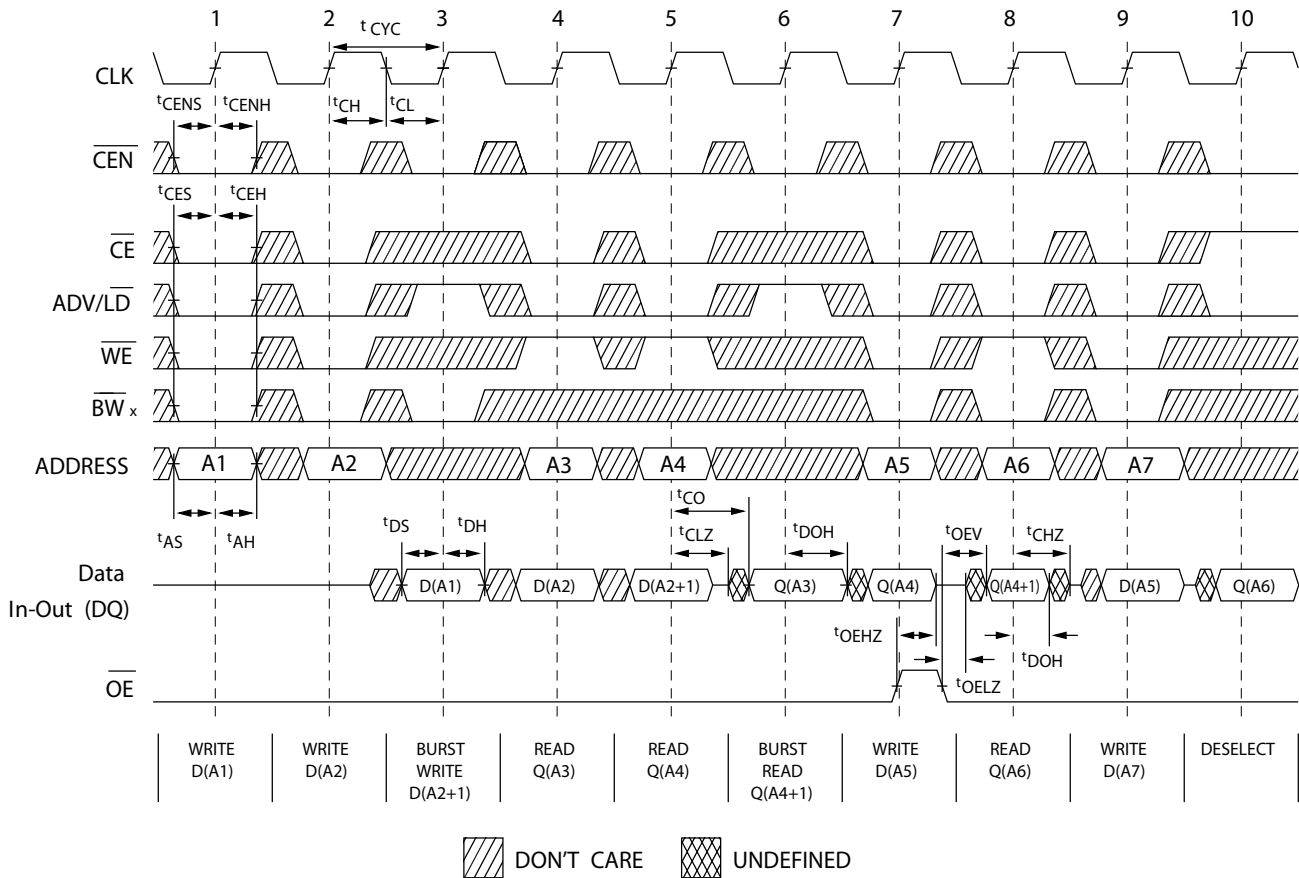 1 2 3 4 5 6 7 8 9 10
t CYC
CLK
tCENS tCENH tCH tCL
CEN
tCES tCEH
CE
ADV/LD
WE
BW x
ADDRESS A1 A2 A3 A4 A5 A6 A7
tCO
tDS tDH tCLZ tDOH tOEV tCHZ
tAS tAH
Data
In-Out (DQ)
D(A1) D(A2) D(A2+1) Q(A3) Q(A4) Q(A4+1) D(A5) Q(A6)
tOEHZ tDOH
tOELZ
OE
WRITE
D(A1)
WRITE
D(A2)
BURST
WRITE
D(A2+1)
READ
Q(A3)
READ
Q(A4)
BURST
READ
Q(A4+1)
WRITE
D(A5)
READ
Q(A6)
WRITE
D(A7)
DESELECT
DON'T CARE
UNDEFINED